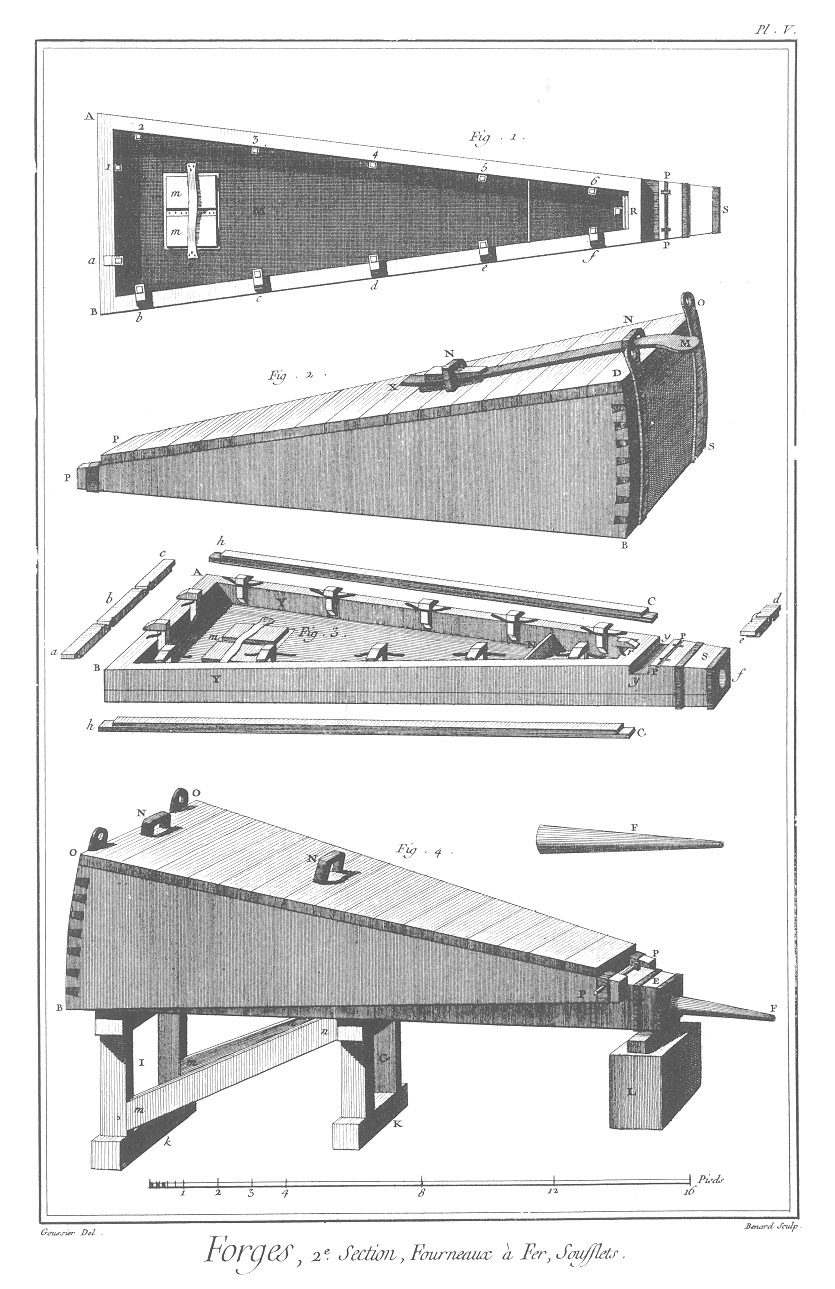 Pl. V.
Fig. 1.
A
2
3
4
5
6
P
1
m
M
R
S
m
a
P
B
b
c
d
e
f
Fig. 2.
O
N
M
N
D
X
P
P
S
B
h
c
A
b
C
d
Y
m
Fig. 3
y
P
S
e
a
B
Y
y
P
f
h
C
O
N
O
N
Fig. 4.
F
P
E
P
B
F
n
I
m
G
L
m
K
k
1
2
3
4
8
12
16
Pieds
Goussier Del.
Benard Sculp.
Forges, 2e. Section, Fourneaux à Fer, Soufflets.